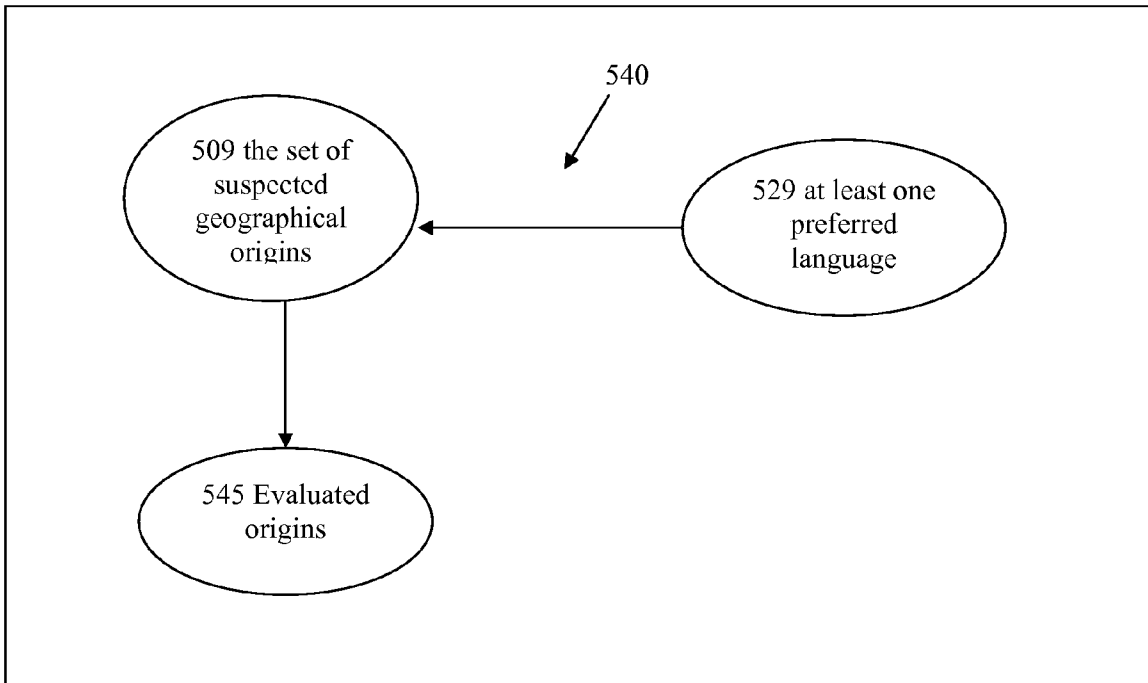 540
509 the set of
suspected
geographical
origins
529 at least one
preferred
language
545 Evaluated
origins